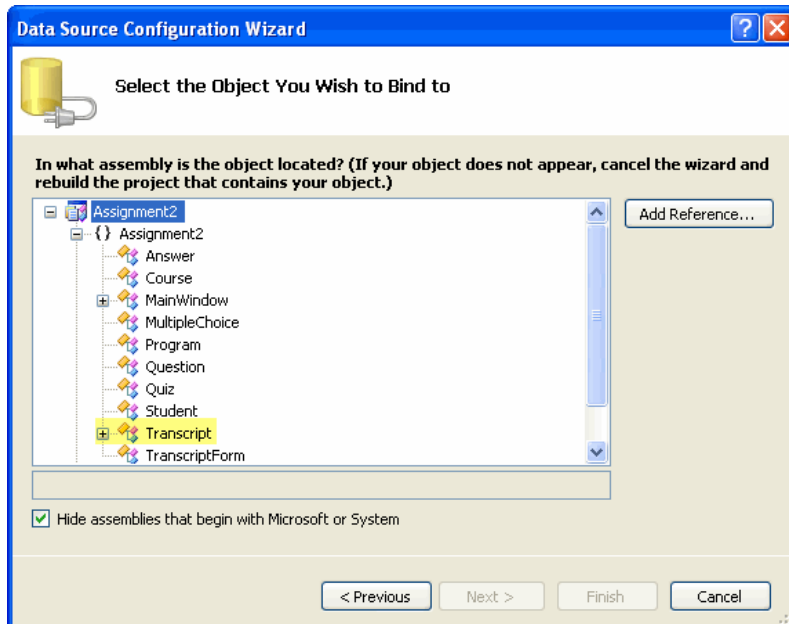 Data Source Configuration Wizard
Select the Object You Wish to Bind to
In what assembly is the object located? (If your object does not appear, cancel the wizard and
rebuild the project that contains your object.)
Assignment2
Add Reference...
{} Assignment2
Answer
Course
MainWindow
MultipleChoice
Program
Question
Quiz
Student
Transcript
TranscriptForm
Hide assemblies that begin with Microsoft or System
< Previous
Next >
Finish
Cancel